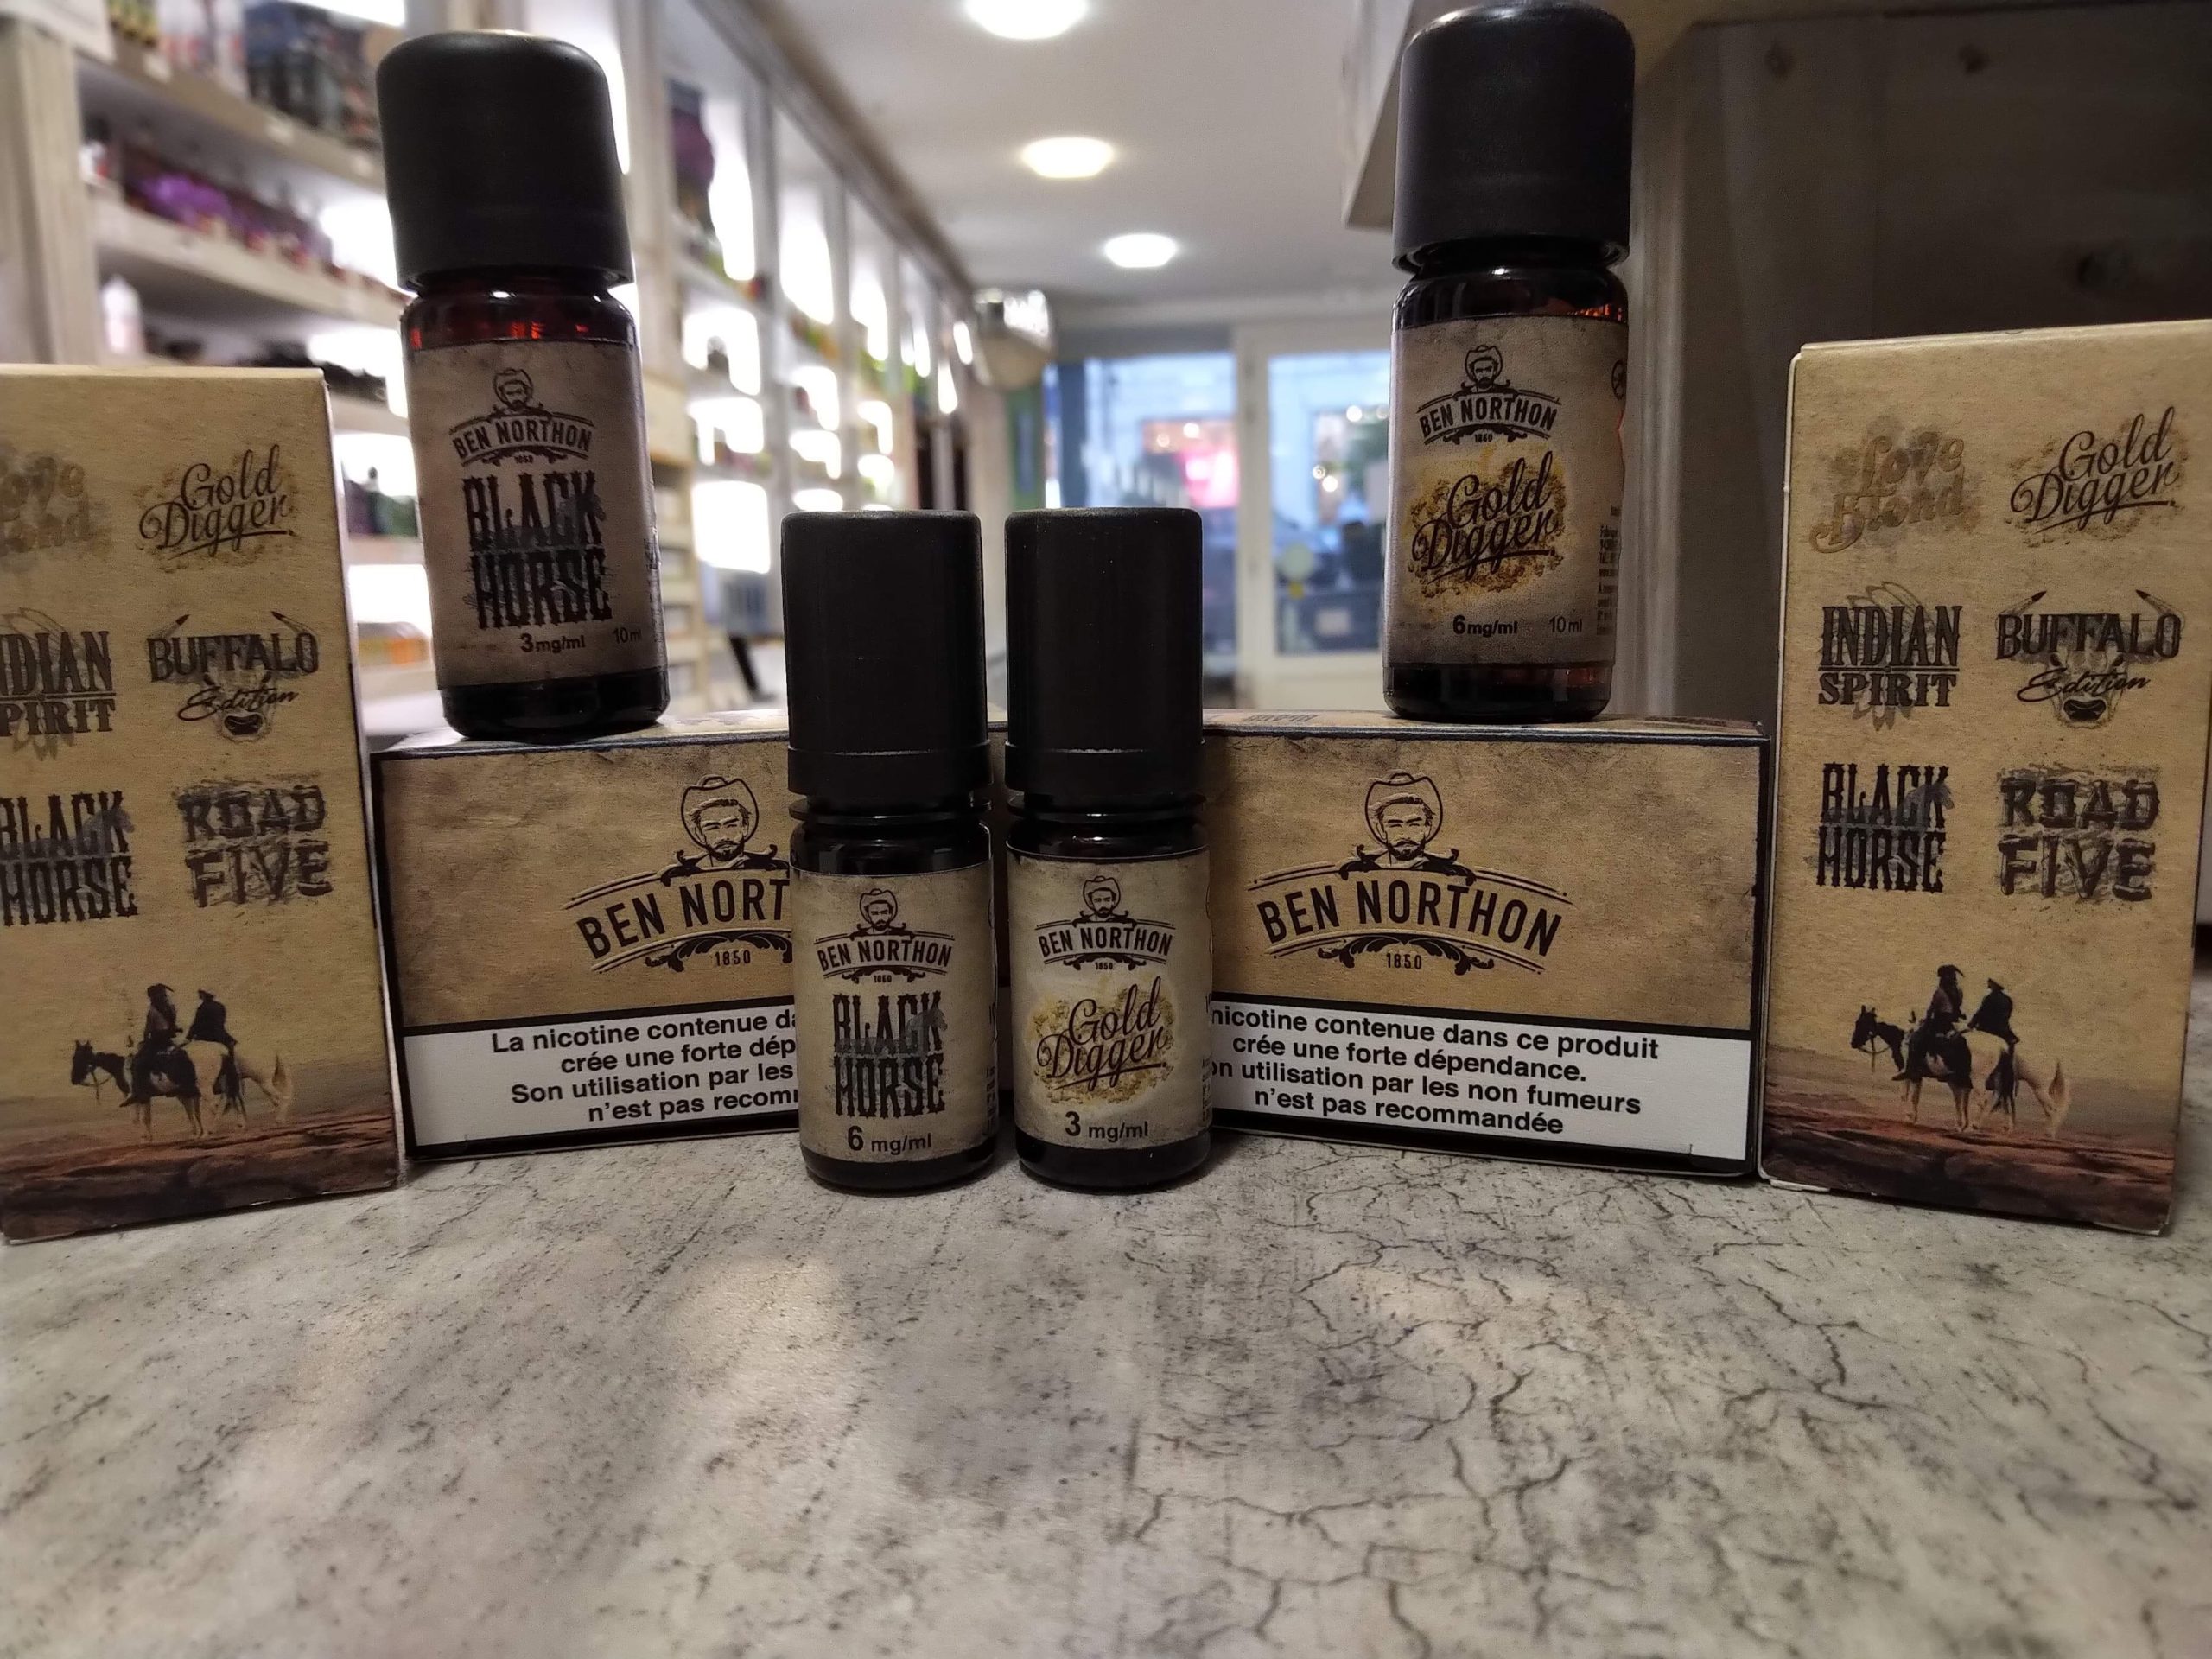 Gold
Digger
INDIAN
SPIRIT
BUFFALO
Edition
BLACK
HORSE
ROAD
FIVE
BEN NORTHON
1850
BLACK
HORSE
3mg/ml 10ml
BEN NORTHON
1850
Gold
Digger
6mg/ml 10ml
BEN NORT
1850
La nicotine contenue da
crée une forte dép
Son utilisation par les
n'est pas recomm
BEN NORTHON
1850
BLACK
HORSE
6 mg/ml
BEN NORTHON
1850
Gold
Digger
3 mg/ml
BEN NORTHON
1850
nicotine contenue dans ce produit
crée une forte dépendance.
on utilisation par les non fumeurs
n'est pas recommandée
Love
Blond
Gold
Digger
INDIAN
SPIRIT
BUFFALO
Edition
BLACK
HORSE
ROAD
FIVE